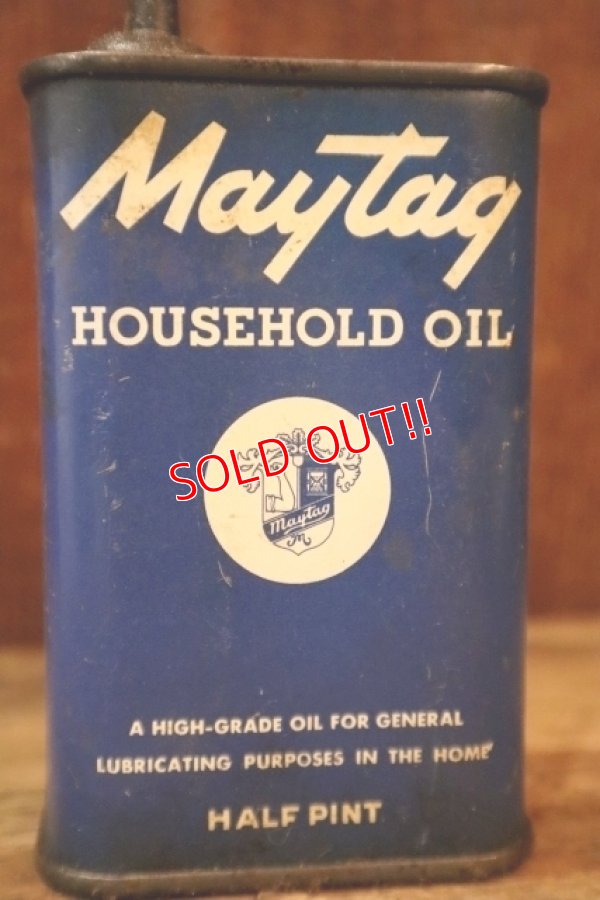 Maytag
HOUSEHOLD OIL
SOLD OUT!!
Maytag
M
A HIGH-GRADE OIL FOR GENERAL
LUBRICATING PURPOSES IN THE HOME
HALF PINT